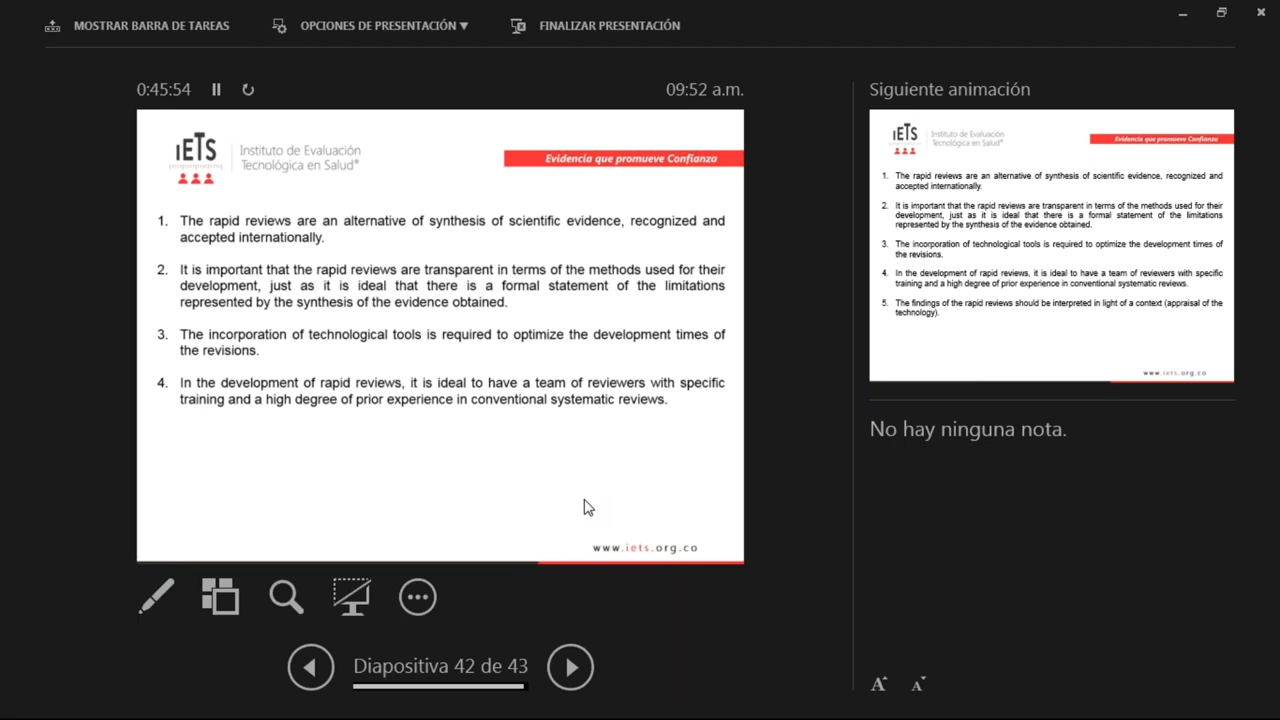 MOSTRAR BARRA DE TAREAS
OPCIONES DE PRESENTACIÓN ▼
FINALIZAR PRESENTACIÓN
0:45:54
09:52 a.m.
IETS
Instituto de Evaluación
Tecnológica en Salud®
Evidencia que promueve Confianza
1. The rapid reviews are an alternative of synthesis of scientific evidence, recognized and
accepted internationally.
2. It is important that the rapid reviews are transparent in terms of the methods used for their
development, just as it is ideal that there is a formal statement of the limitations
represented by the synthesis of the evidence obtained.
3. The incorporation of technological tools is required to optimize the development times of
the revisions.
4. In the development of rapid reviews, it is ideal to have a team of reviewers with specific
training and a high degree of prior experience in conventional systematic reviews.
www.iets.org.co
Diapositiva 42 de 43
Siguiente animación
IETS
Instituto de Evaluación
Tecnológica en Salud®
Evidencia que promueve Confianza
1. The rapid reviews are an alternative of synthesis of scientific evidence, recognized and
accepted internationally.
2. It is important that the rapid reviews are transparent in terms of the methods used for their
development, just as it is ideal that there is a formal statement of the limitations
represented by the synthesis of the evidence obtained.
3. The incorporation of technological tools is required to optimize the development times of
the revisions.
4. In the development of rapid reviews, it is ideal to have a team of reviewers with specific
training and a high degree of prior experience in conventional systematic reviews.
5. The findings of the rapid reviews should be interpreted in light of a context (appraisal of the
technology).
www.iets.org.co
No hay ninguna nota.
A A